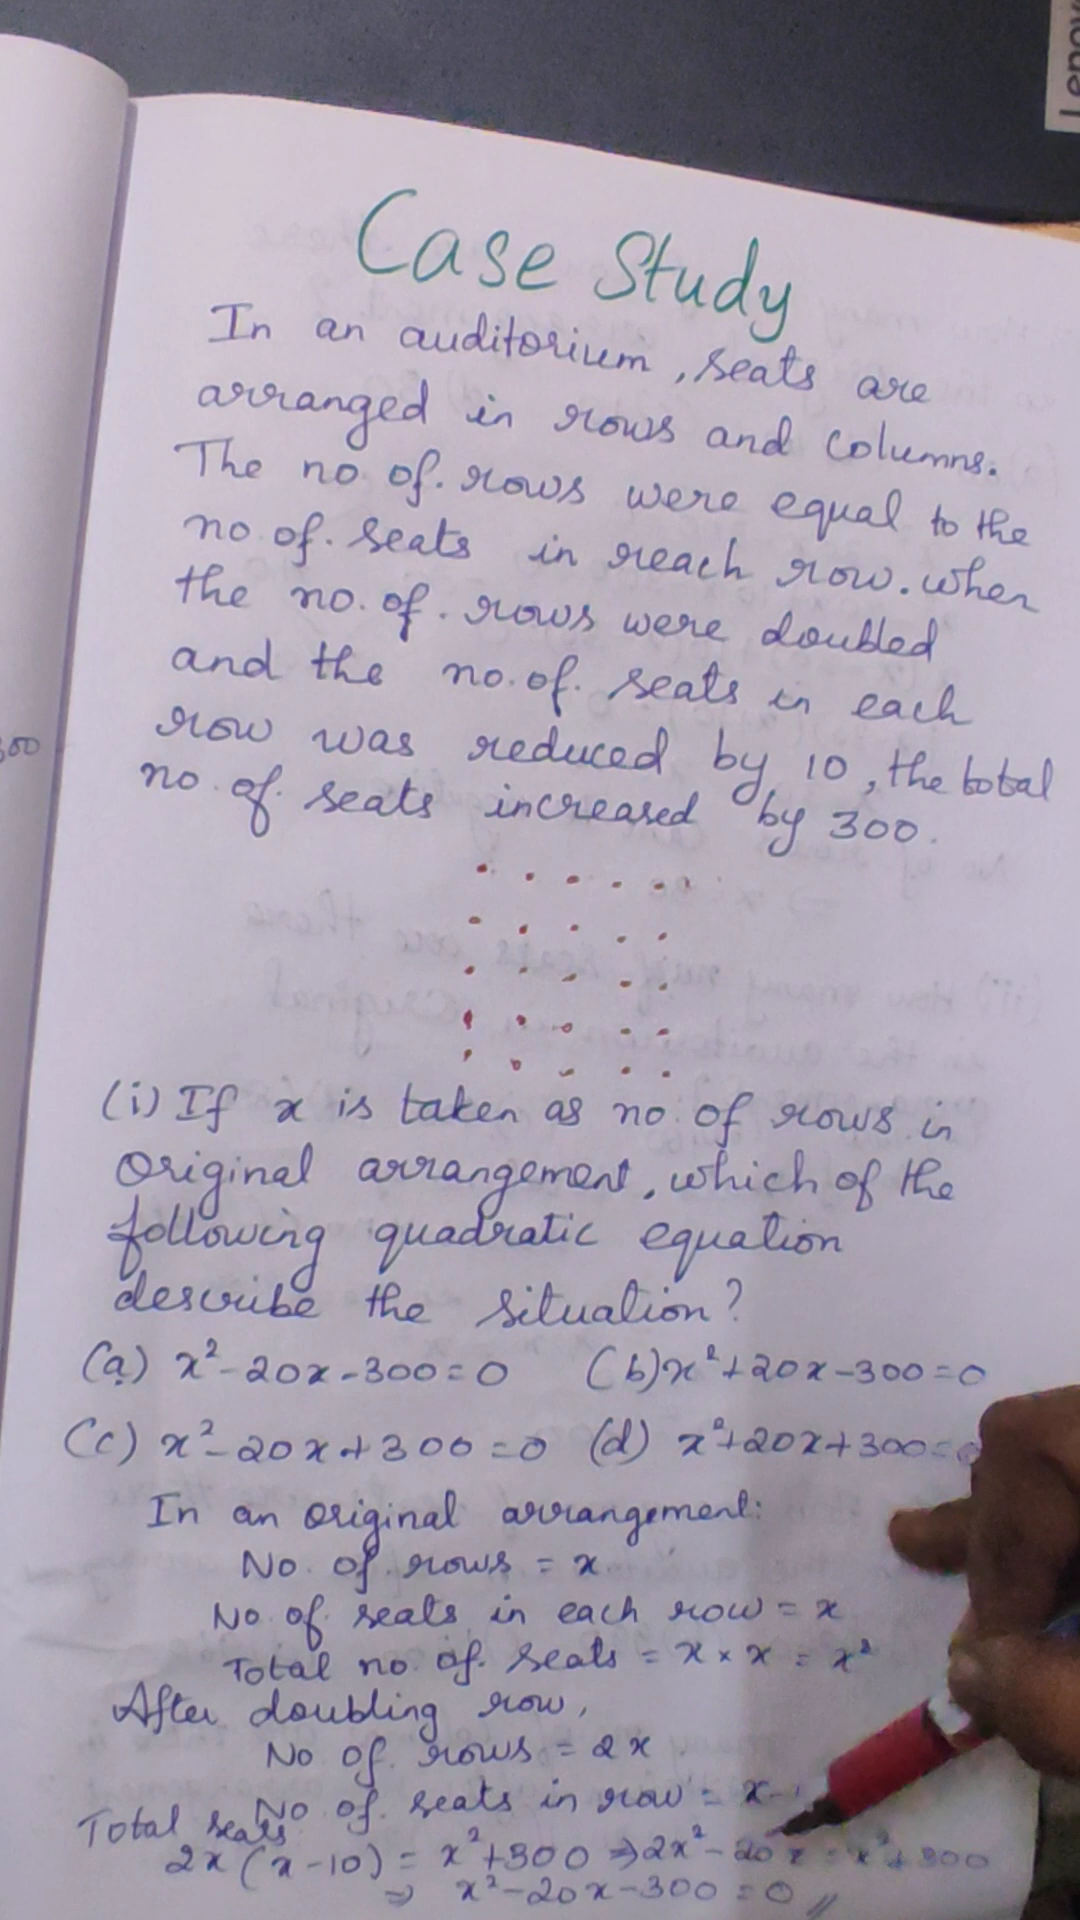 Lenov
Case Study
In an auditorium, seats are
arranged in rows and columns.
The no. of. rows were equal to the
no. of. seats in reach row. when
the no. of. rows were doubled
and the no. of. seats in each
row was reduced by 10, the total
no. of. seats increased by 300.
300
(i) If x is taken as no. of rows in
Original arrangement, which of the
following quadratic equation
describe the situation?
(a) x²-20x-300=0 (b) x²+20x-300=0
(c) x²-20x+300=0 (d) x²+20x+300=0
In an original arrangement:
No. of. rows = x
No. of. seats in each row = x
Total no. of. seats = x × x = x²
After doubling row,
No of. rows = 2x
No of. seats in row = x-1
Total seats
2x(x-10) = x²+300 ⇒ 2x²-20x = x²+300
⇒ x²-20x-300=0 //